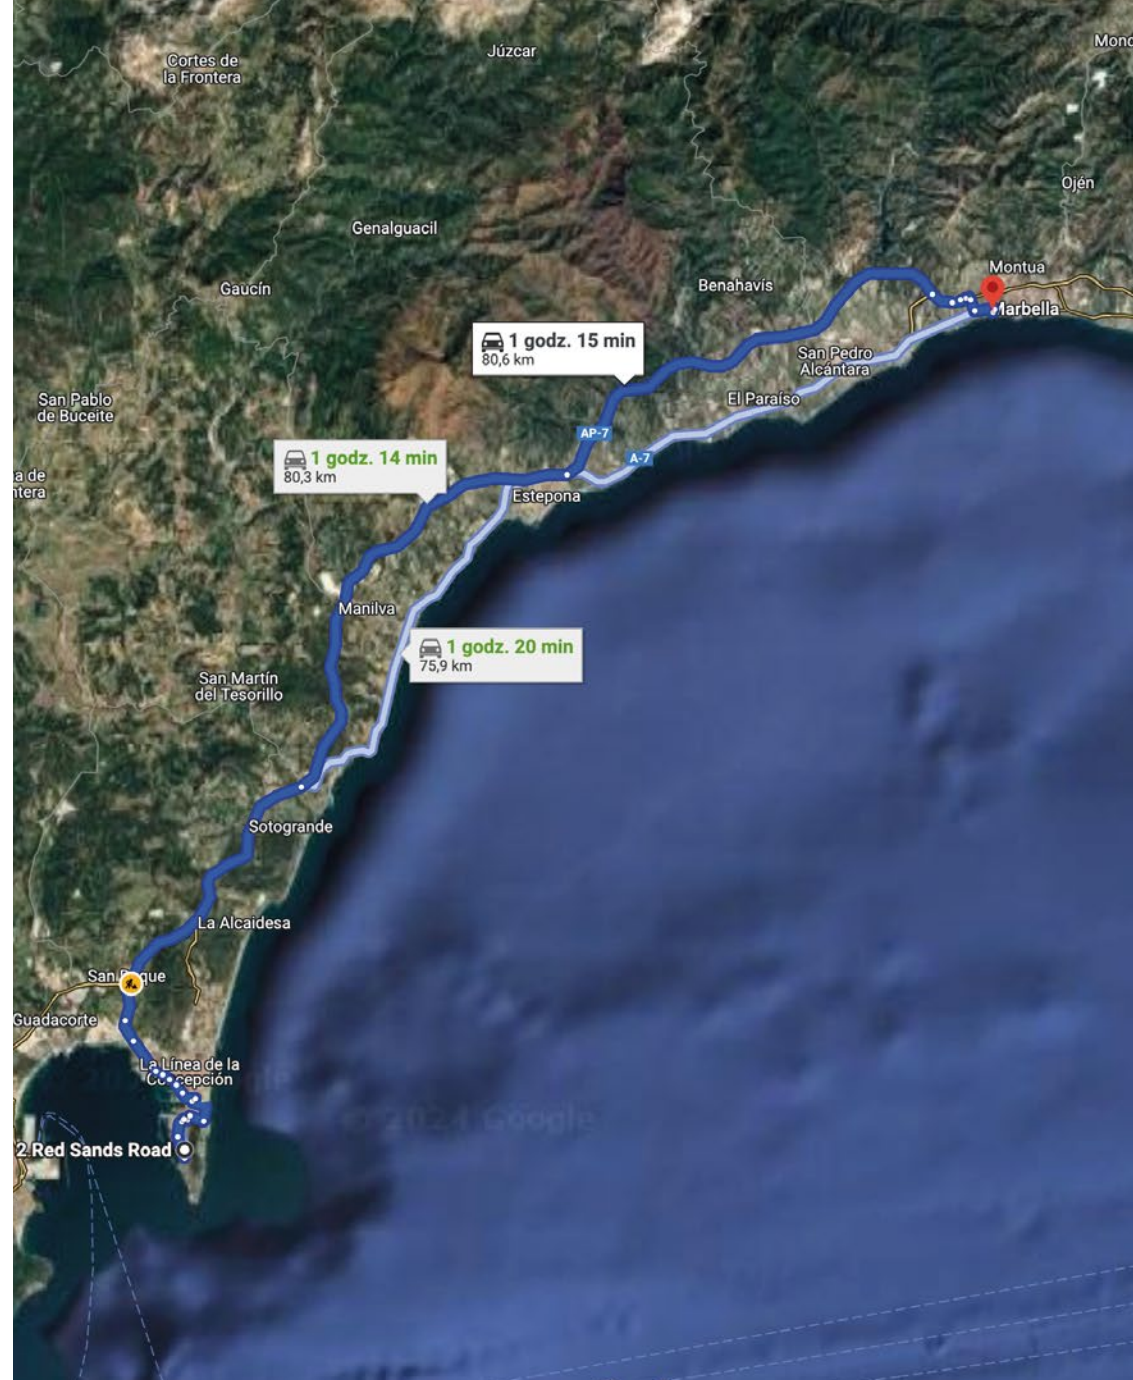 Júzcar
Cortes de
la Frontera
Ojén
Genalguacil
Montua
Benahavís
Gaucín
Marbella
1 godz. 15 min
80,6 km
San Pedro
Alcántara
El Paraíso
San Pablo
de Buceite
AP-7
A-7
1 godz. 14 min
80,3 km
Estepona
Manilva
1 godz. 20 min
75,9 km
San Martín
del Tesorillo
Sotogrande
La Alcaidesa
Guadacorte
La Línea de la
© 2024 Google
2 Red Sands Road